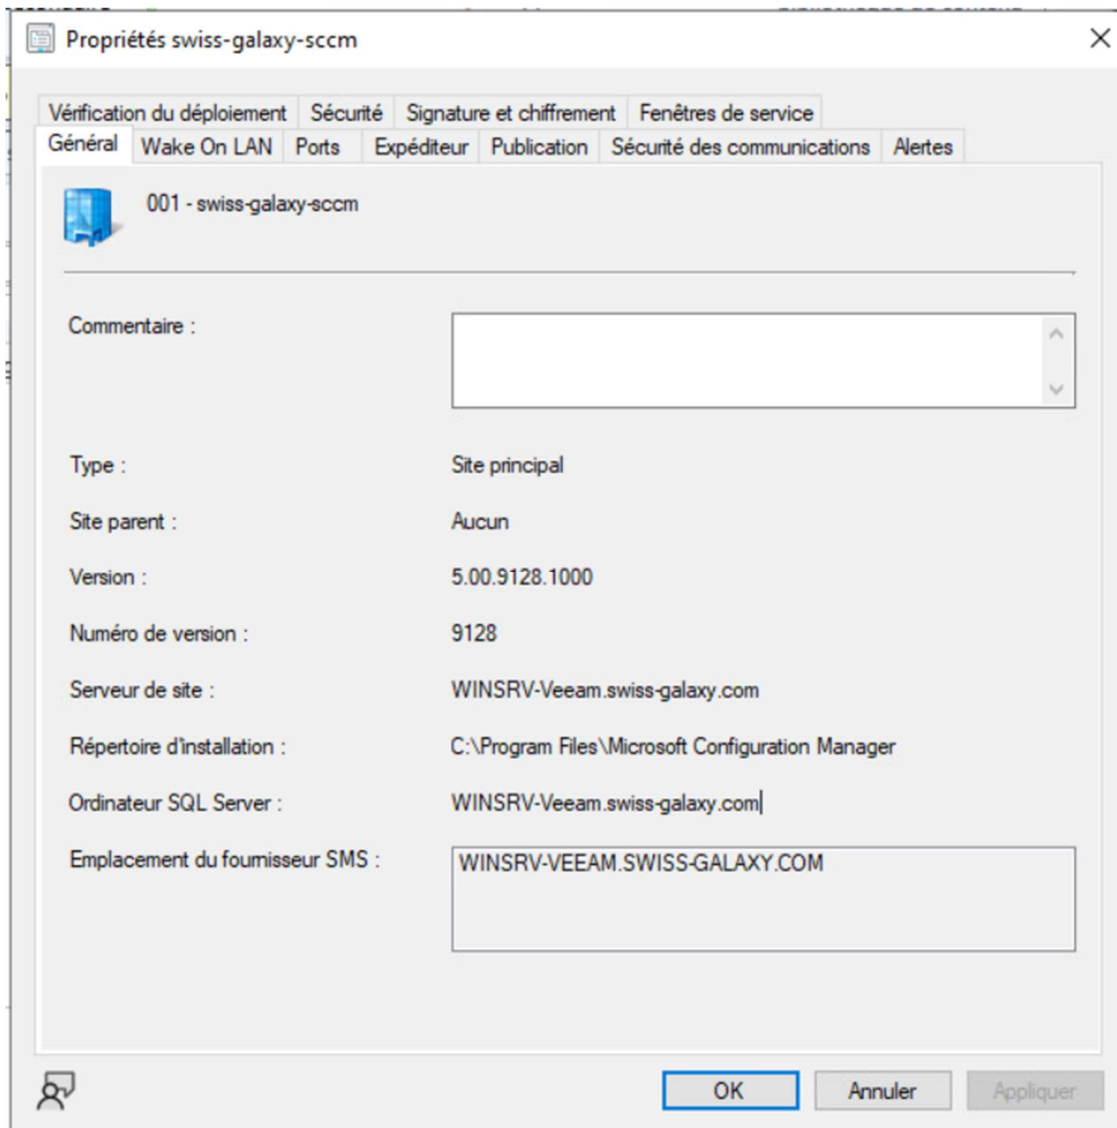 Propriétés swiss-galaxy-sccm
Vérification du déploiement Sécurité Signature et chiffrement Fenêtres de service
Général Wake On LAN Ports Expéditeur Publication Sécurité des communications Alertes
001 - swiss-galaxy-sccm
Commentaire :
Type : Site principal
Site parent : Aucun
Version : 5.00.9128.1000
Numéro de version : 9128
Serveur de site : WINSRV-Veeam.swiss-galaxy.com
Répertoire d'installation : C:\Program Files\Microsoft Configuration Manager
Ordinateur SQL Server : WINSRV-Veeam.swiss-galaxy.com
Emplacement du fournisseur SMS : WINSRV-VEEAM.SWISS-GALAXY.COM
OK Annuler Appliquer